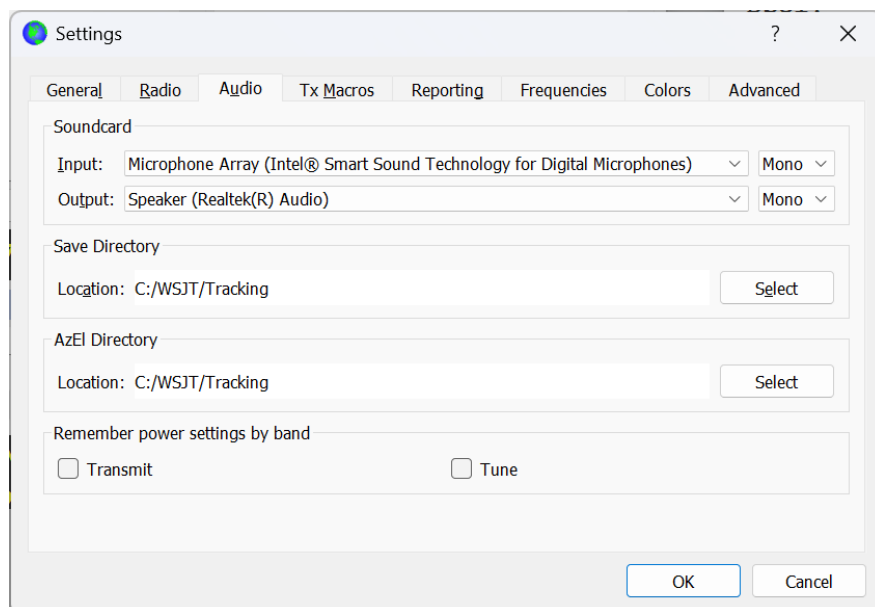 Settings
General Radio Audio Tx Macros Reporting Frequencies Colors Advanced
Soundcard
Input: Microphone Array (Intel® Smart Sound Technology for Digital Microphones) Mono
Output: Speaker (Realtek(R) Audio) Mono
Save Directory
Location: C:/WSJT/Tracking Select
AzEl Directory
Location: C:/WSJT/Tracking Select
Remember power settings by band
Transmit Tune
OK Cancel